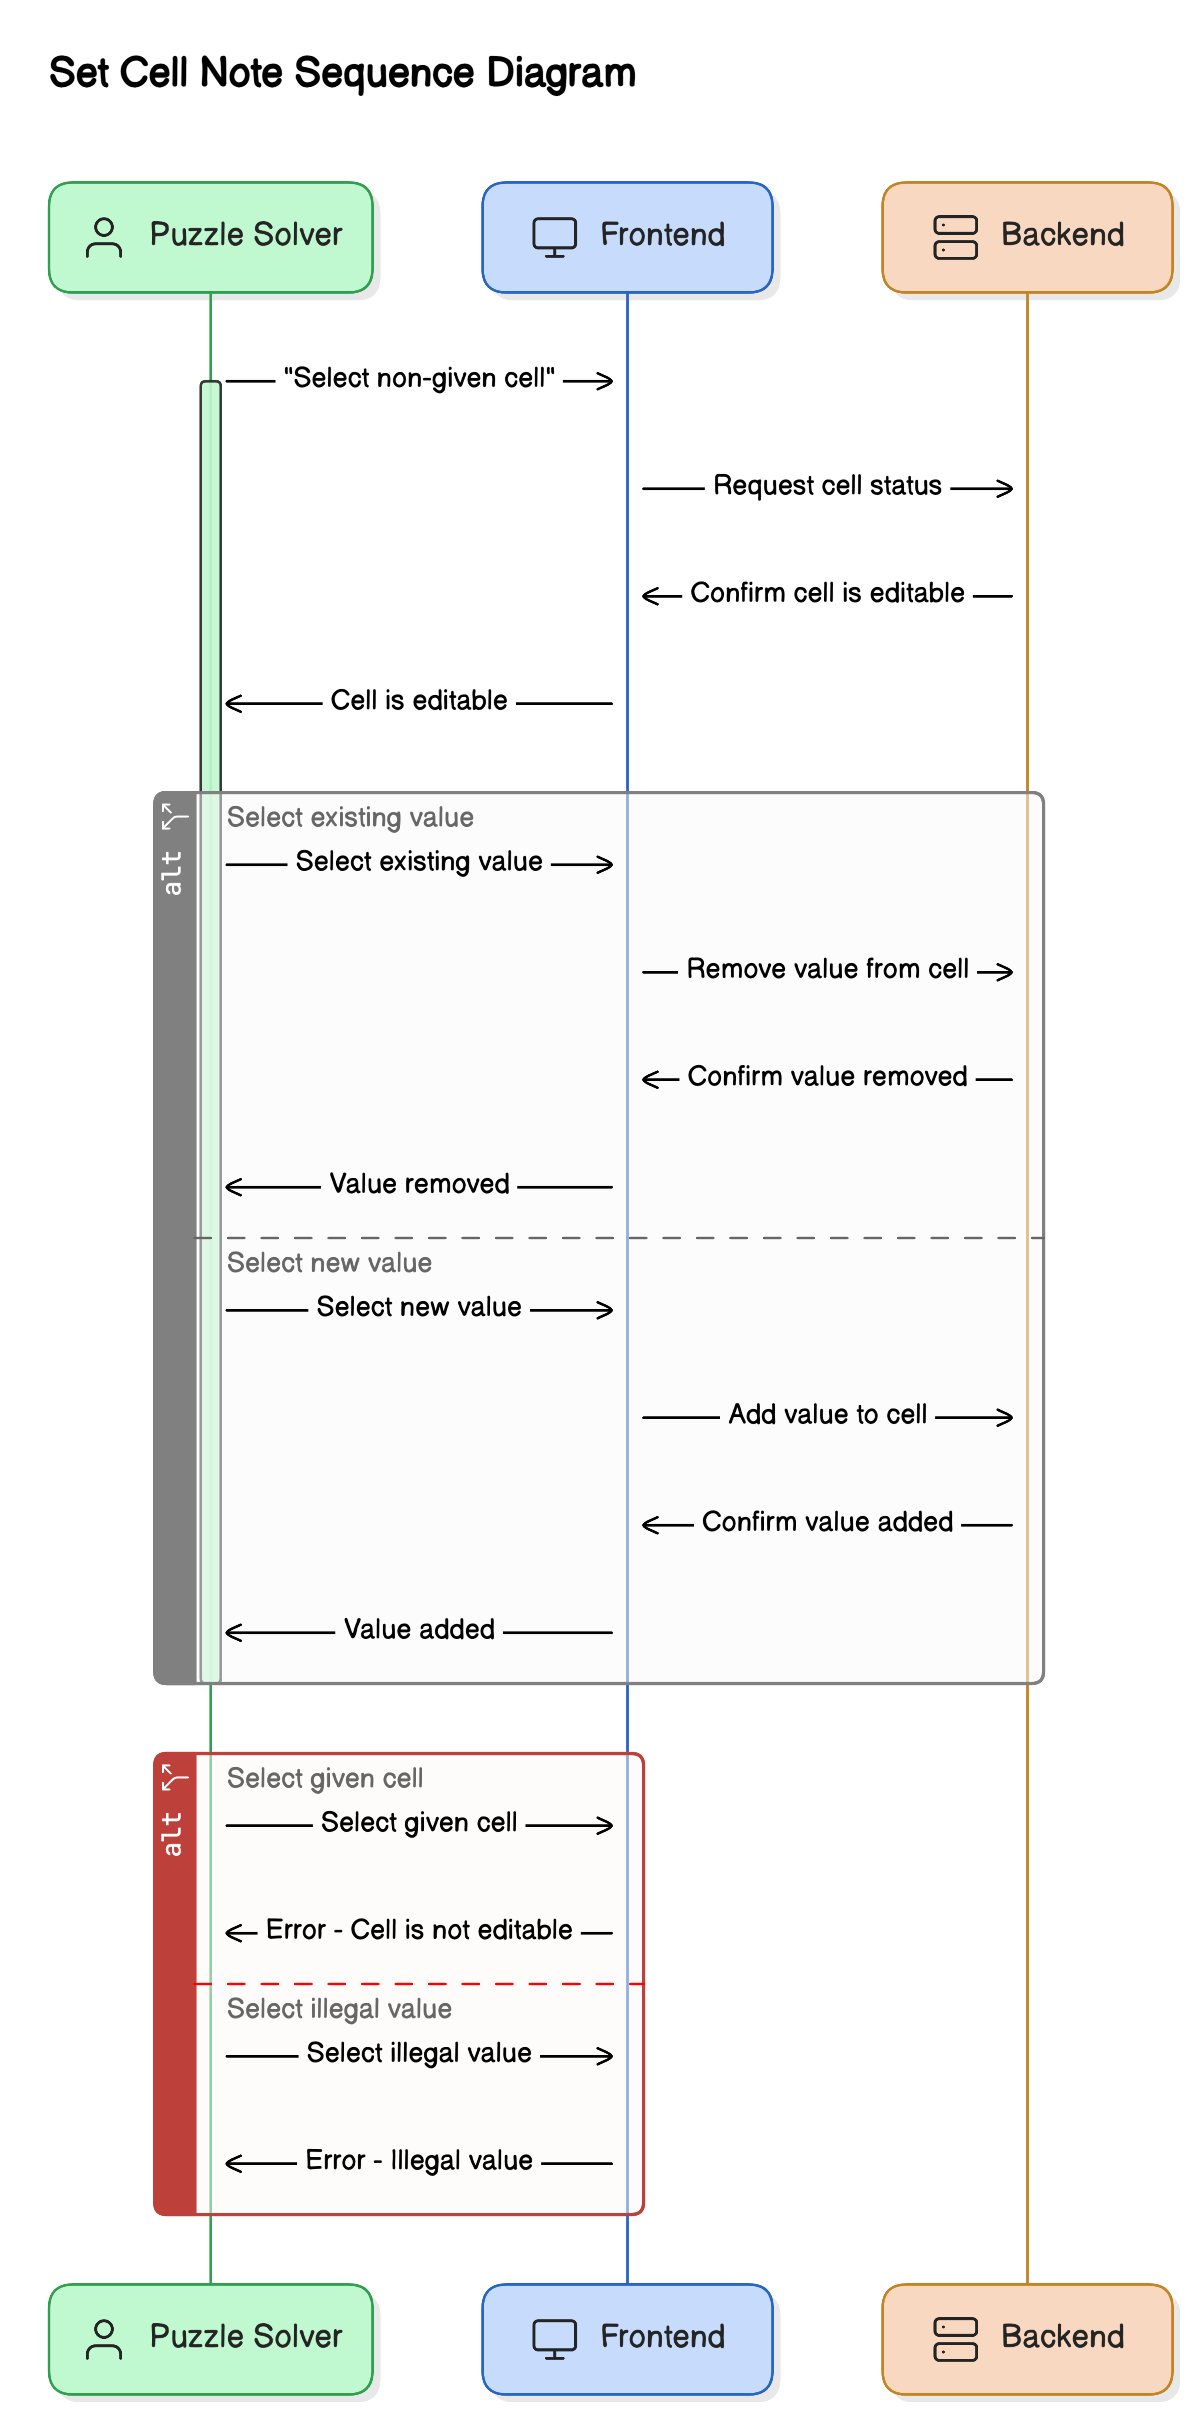 Set Cell Note Sequence Diagram
Puzzle Solver
Frontend
Backend
"Select non-given cell"
Request cell status
Confirm cell is editable
Cell is editable
alt
Select existing value
Select existing value
Remove value from cell
Confirm value removed
Value removed
Select new value
Select new value
Add value to cell
Confirm value added
Value added
alt
Select given cell
Select given cell
Error - Cell is not editable
Select illegal value
Select illegal value
Error - Illegal value
Puzzle Solver
Frontend
Backend